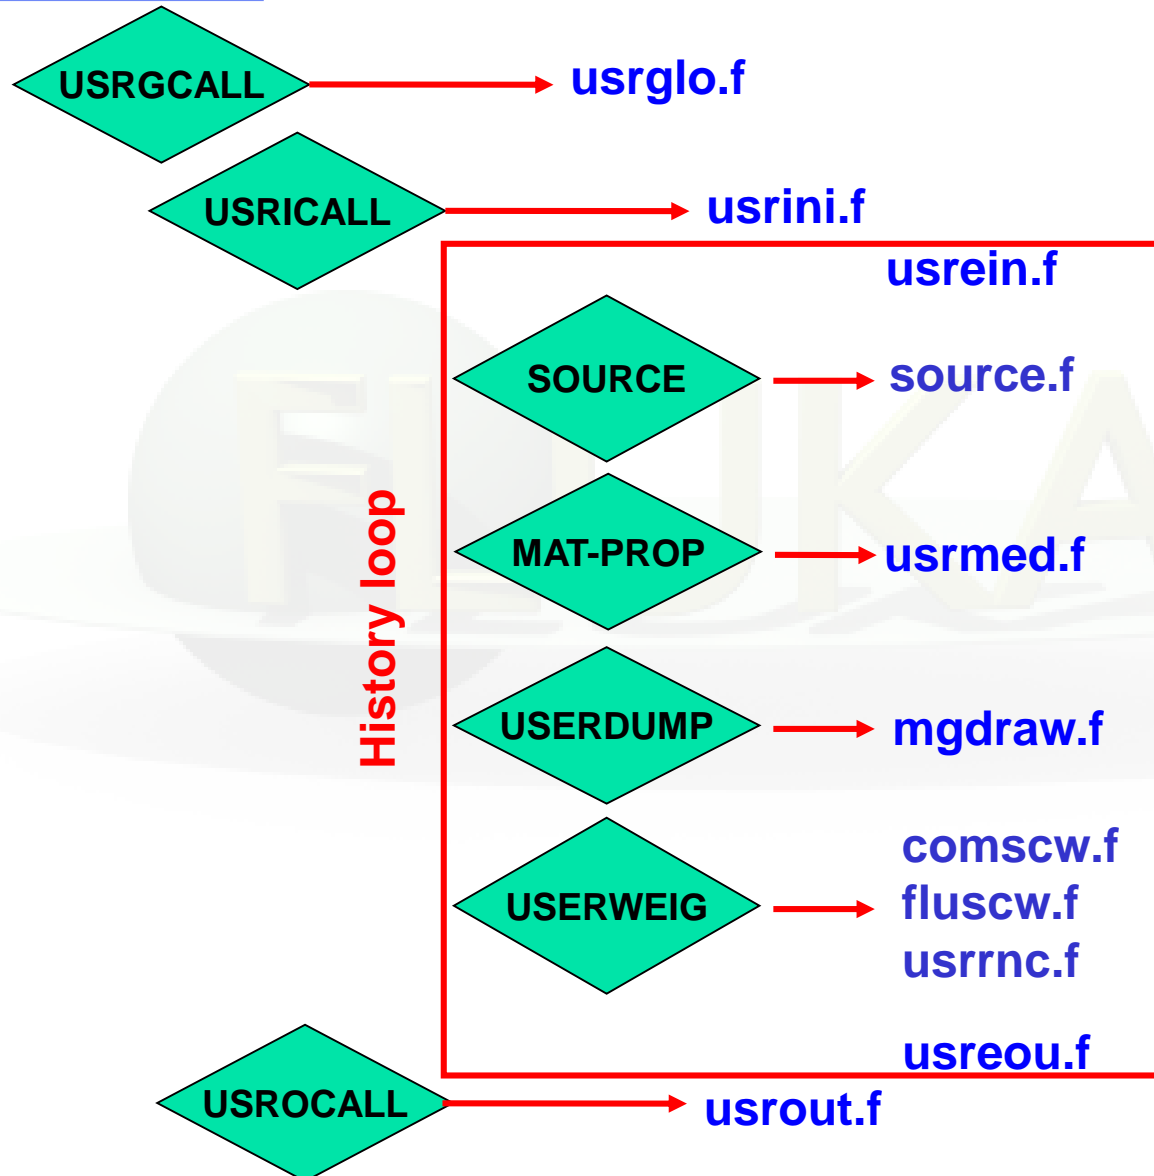 USRGCALL
usrglo.f
USRICALL
usrini.f
usrein.f
SOURCE
source.f
MAT-PROP
usrmed.f
History loop
USERDUMP
mgdraw.f
USERWEIG
comscw.f
fluscw.f
usrrnc.f
usreou.f
USROCALL
usrout.f
FLUKA